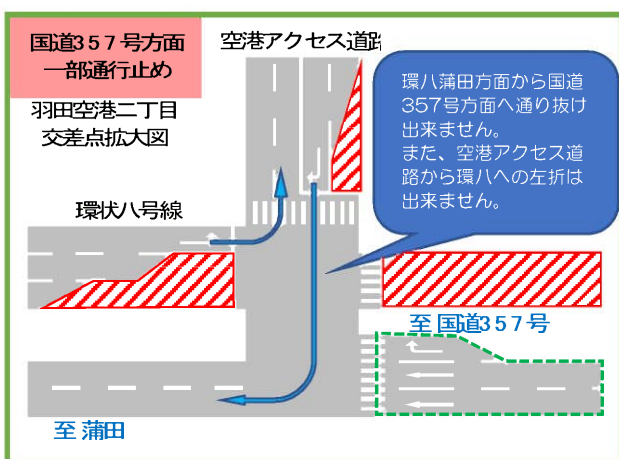 国道357号方面
一部通行止め
空港アクセス道路
羽田空港二丁目
交差点拡大図
環八蒲田方面から国道
357号方面へ通り抜け
出来ません。
また、空港アクセス道
路から環八への左折は
出来ません。
環状八号線
至 国道357号
至 蒲田